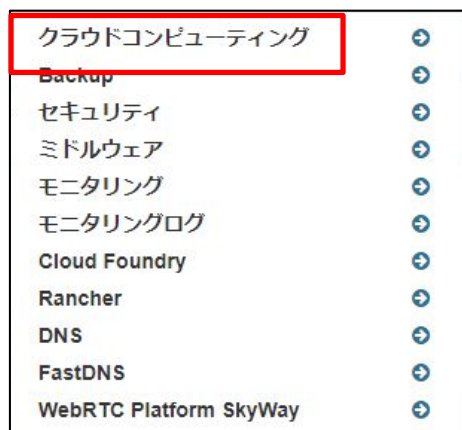 クラウドコンピューティング
Backup
セキュリティ
ミドルウェア
モニタリング
モニタリングログ
Cloud Foundry
Rancher
DNS
FastDNS
WebRTC Platform SkyWay